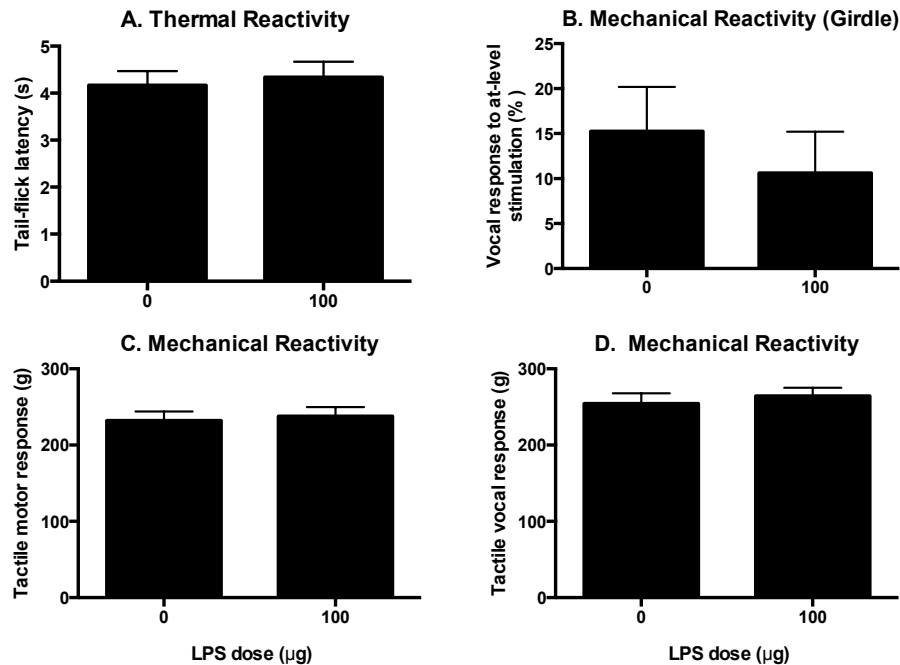 A. Thermal Reactivity
Tail-flick latency (s)
5
4
3
2
1
0
0
100
B. Mechanical Reactivity (Girdle)
Vocal response to at-level
stimulation (% )
25
20
15
10
5
0
0
100
C. Mechanical Reactivity
Tactile motor response (g)
300
200
100
0
0
100
LPS dose (µg)
D. Mechanical Reactivity
Tactile vocal response (g)
300
200
100
0
0
100
LPS dose (µg)